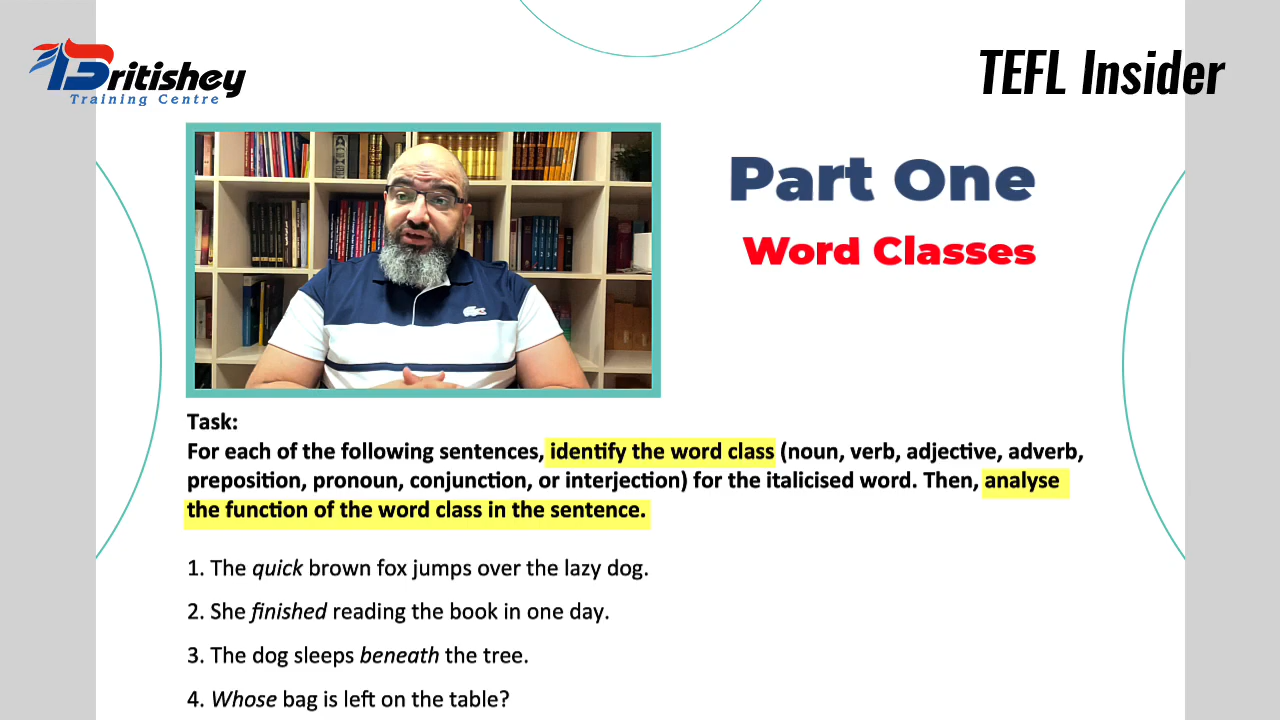 Britishey
Training Centre
TEFL Insider
Part One
Word Classes
Task:
For each of the following sentences, identify the word class (noun, verb, adjective, adverb,
preposition, pronoun, conjunction, or interjection) for the italicised word. Then, analyse
the function of the word class in the sentence.
1. The quick brown fox jumps over the lazy dog.
2. She finished reading the book in one day.
3. The dog sleeps beneath the tree.
4. Whose bag is left on the table?